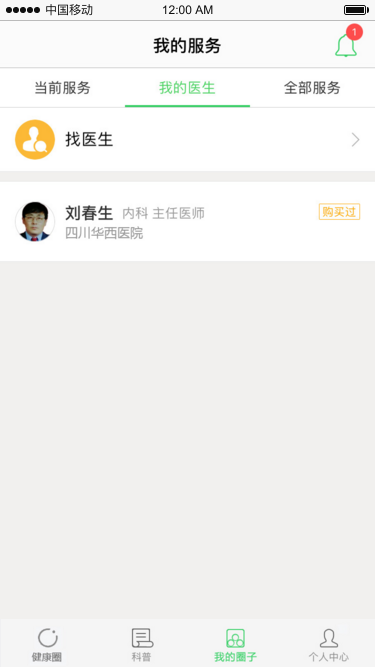 中国移动 12:00 AM
我的服务 1
当前服务 我的医生 全部服务
找医生
刘春生 内科 主任医师 购买过
四川华西医院
健康圈 科普 我的圈子 个人中心